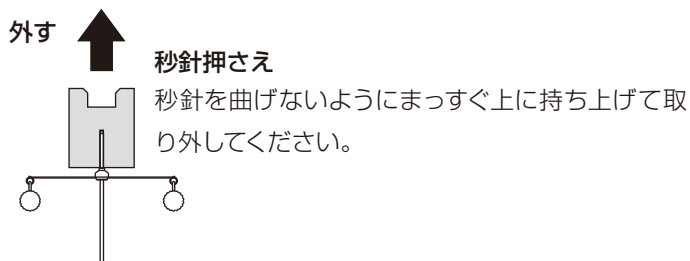 外す
秒針押さえ
秒針を曲げないようにまっすぐ上に持ち上げて取
り外してください。